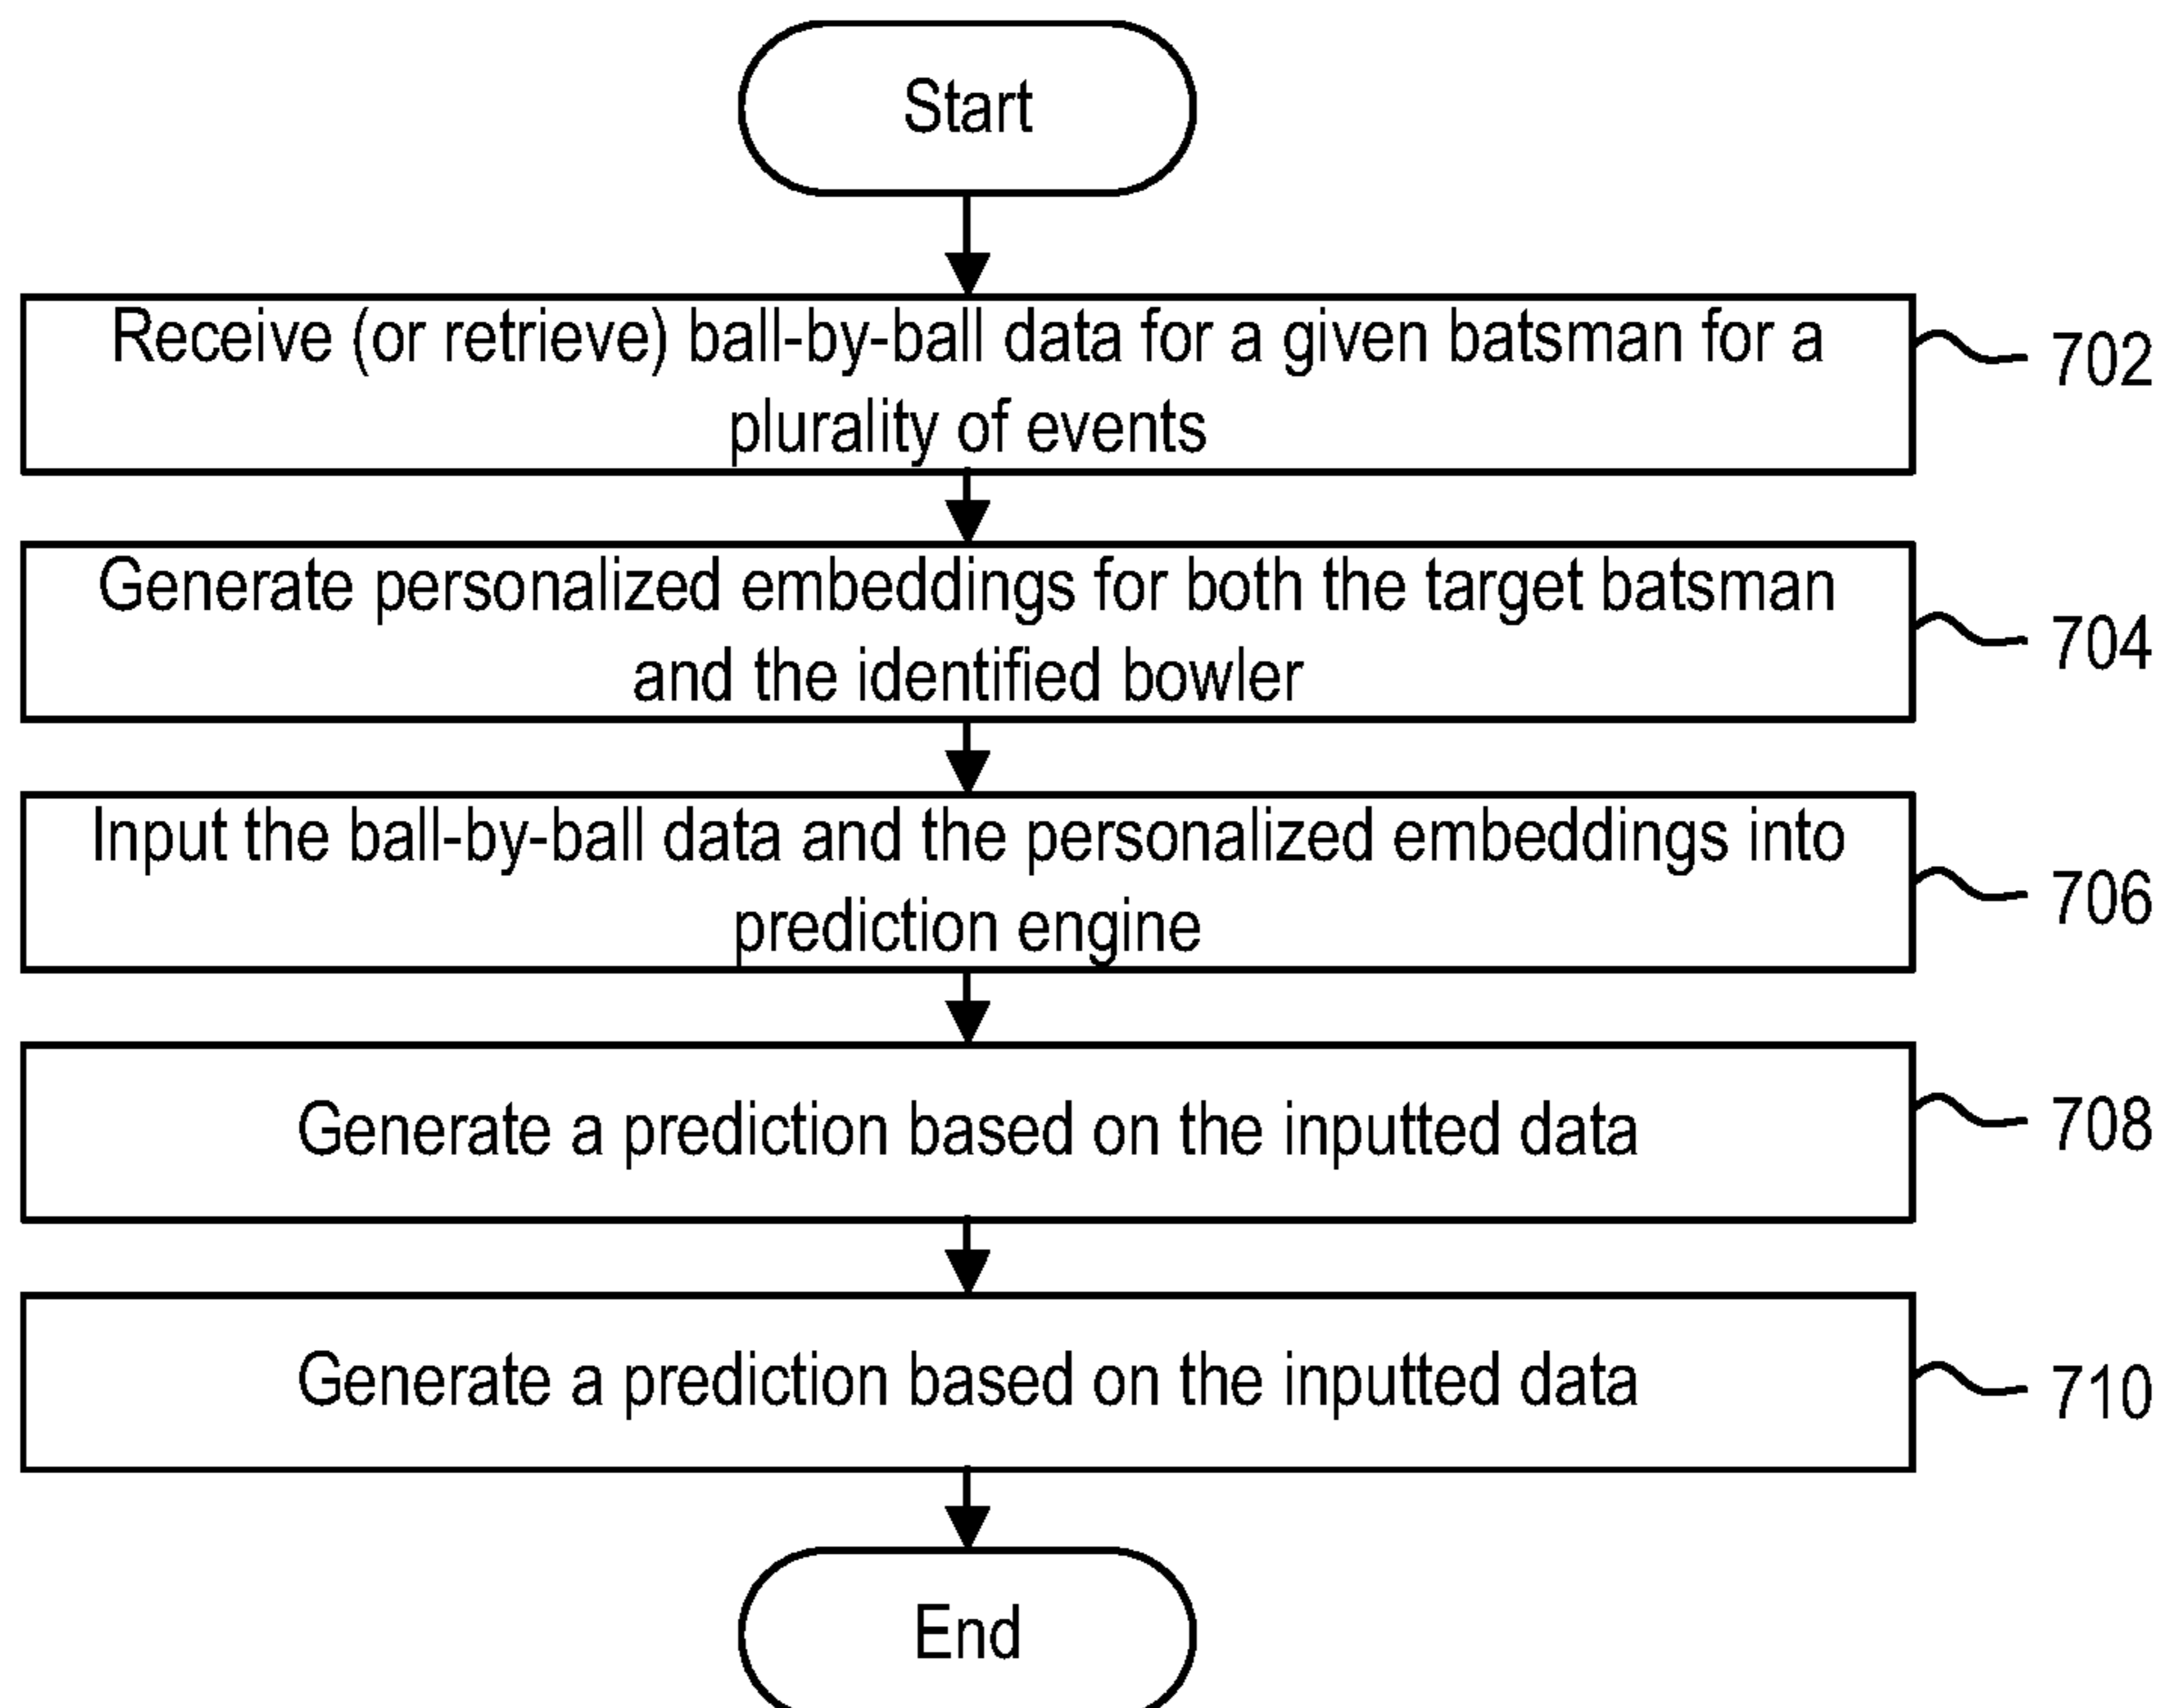 Start
Receive (or retrieve) ball-by-ball data for a given batsman for a
plurality of events
702
Generate personalized embeddings for both the target batsman
and the identified bowler
704
Input the ball-by-ball data and the personalized embeddings into
prediction engine
706
Generate a prediction based on the inputted data
708
Generate a prediction based on the inputted data
710
End